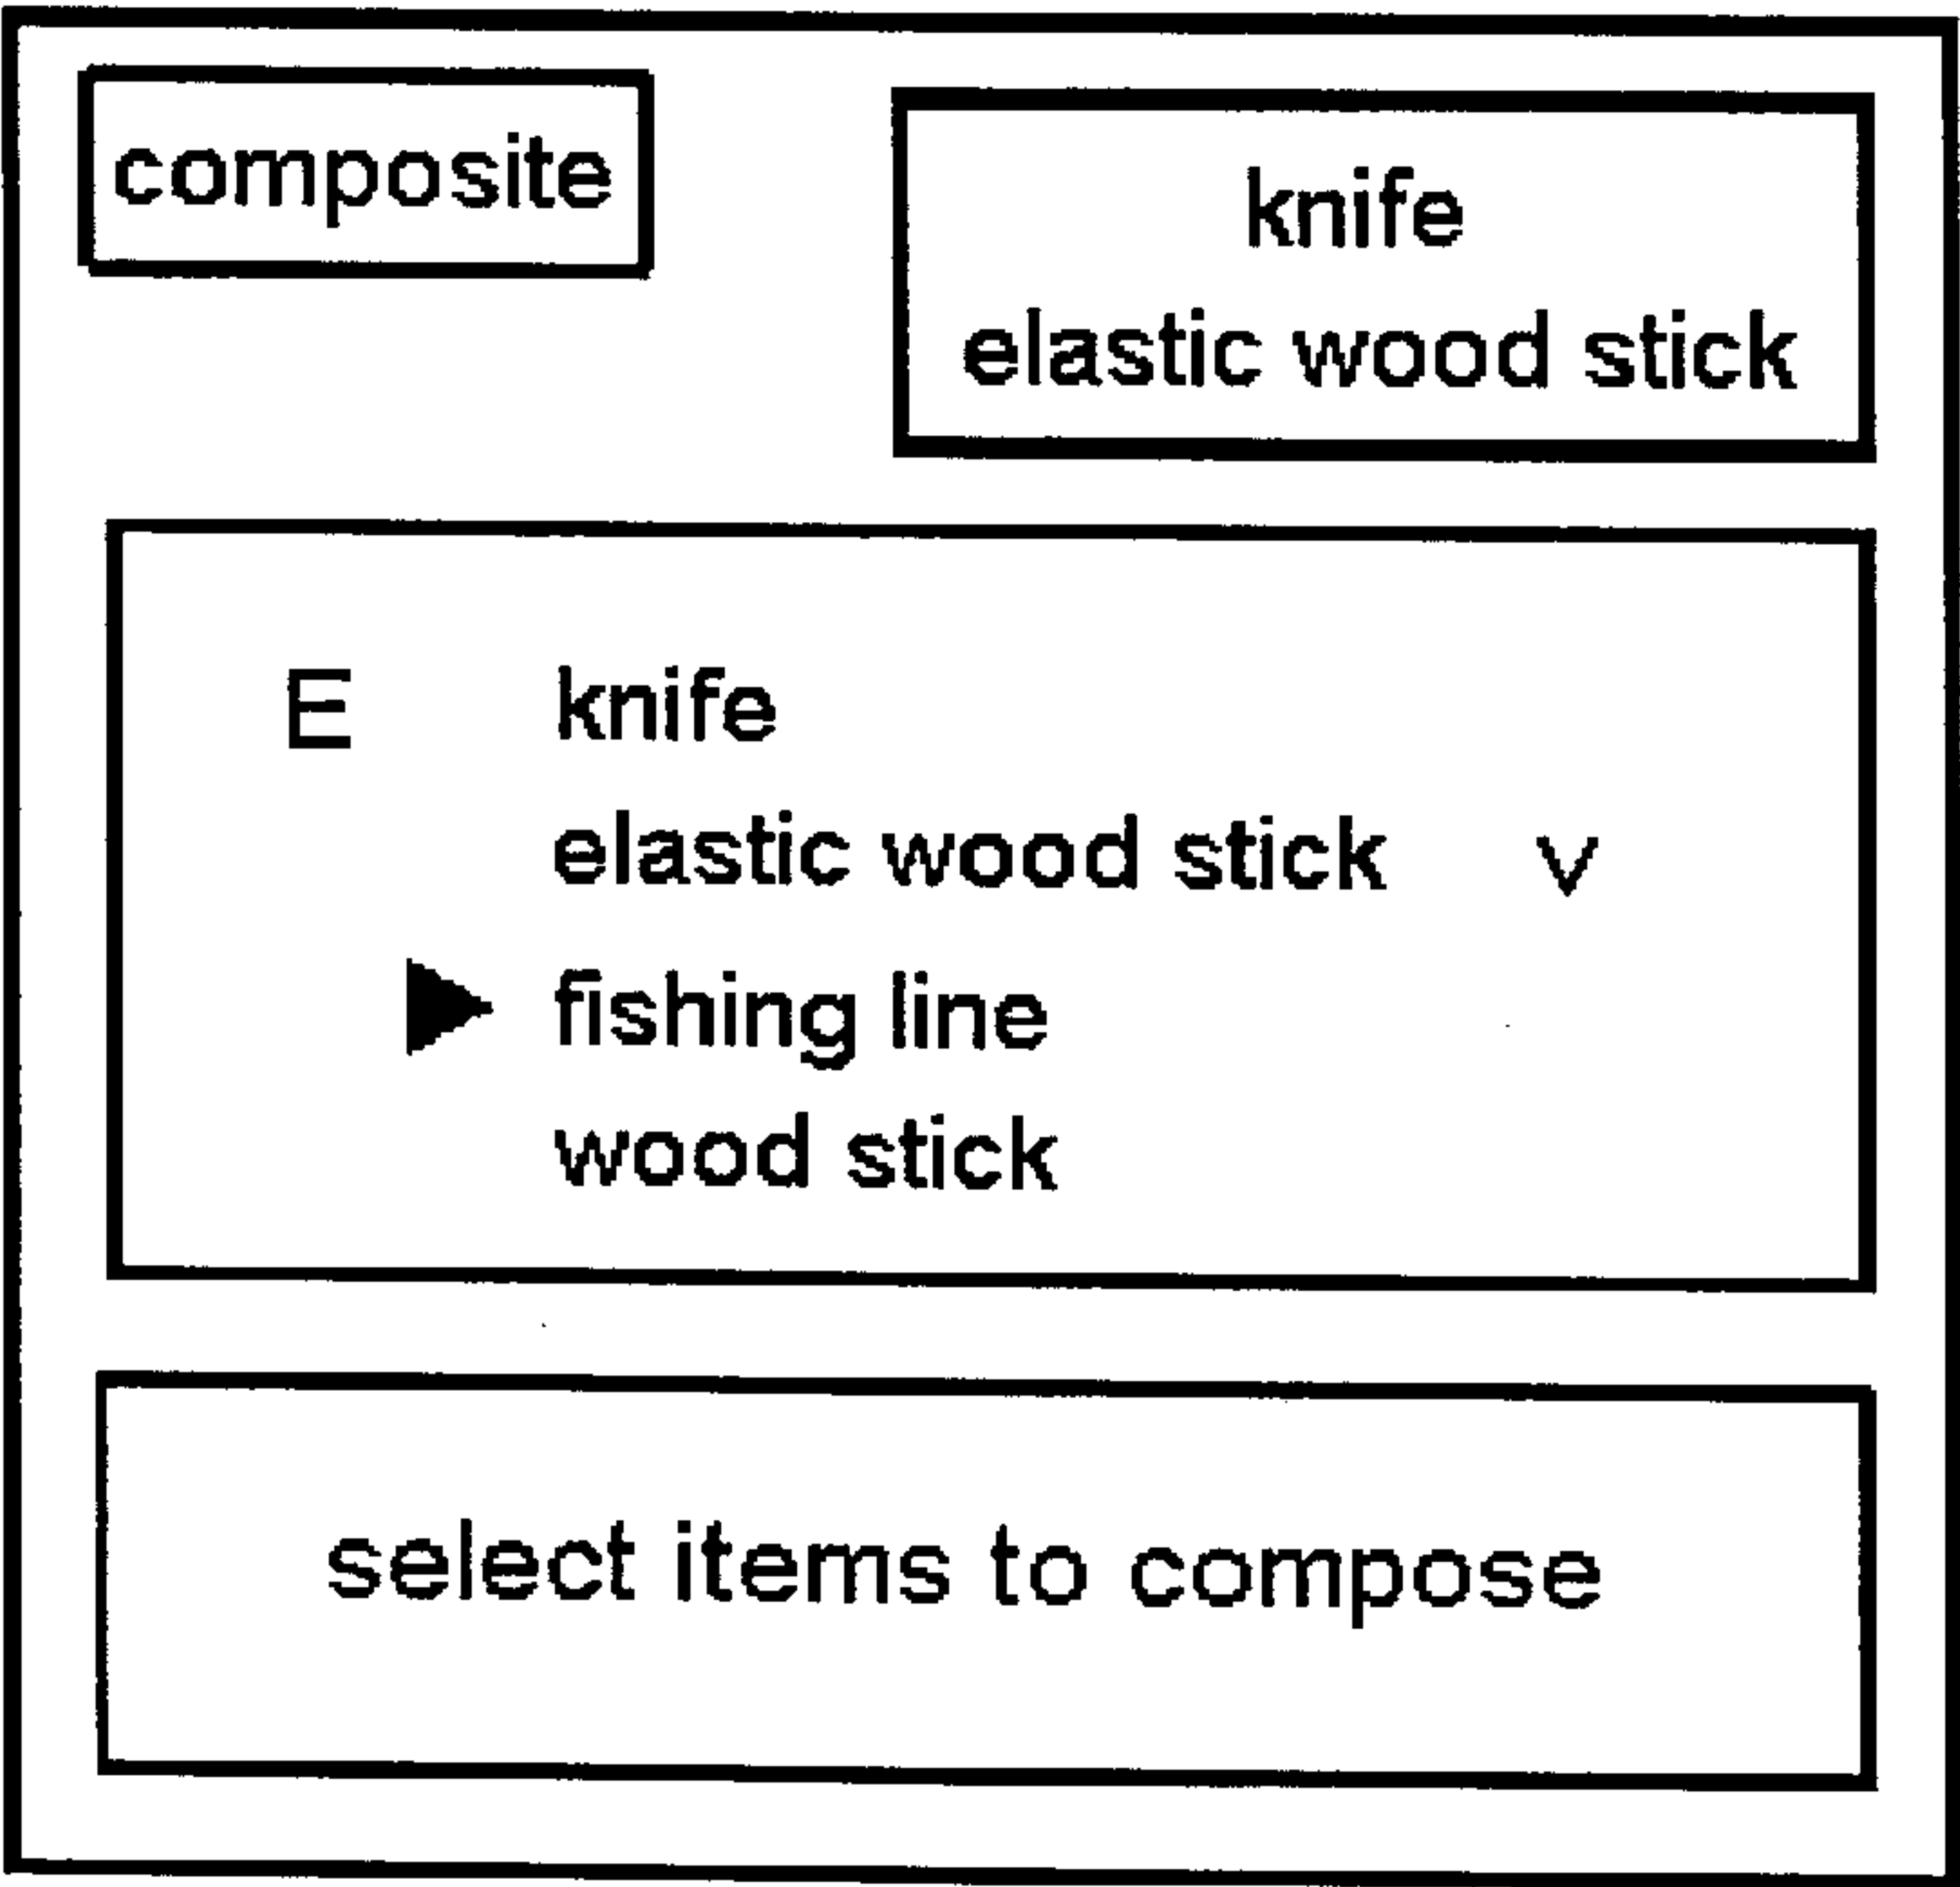 composite
knife
elastic wood stick
E knife
elastic wood stick v
fishing line
wood stick
select items to compose